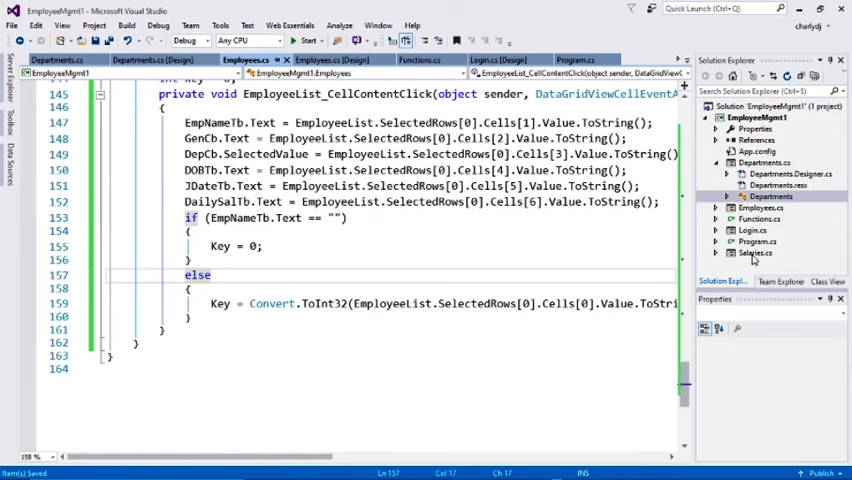 EmployeeMgmt1 - Microsoft Visual Studio
Quick Launch (Ctrl+Q)
File Edit View Project Build Debug Team Tools Test Web Essentials Analyze Window Help
charlydj
Debug Any CPU Start
Departments.cs Departments.cs [Design] Employees.cs Employees.cs [Design] Functions.cs Login.cs [Design] Program.cs
EmployeeMgmt1 EmployeeMgmt1.Employees EmployeeList_CellContentClick(object sender, DataGridVie
145 private void EmployeeList_CellContentClick(object sender, DataGridViewCellEventA
146 {
147 EmpNameTb.Text = EmployeeList.SelectedRows[0].Cells[1].Value.ToString();
148 GenCb.Text = EmployeeList.SelectedRows[0].Cells[2].Value.ToString();
149 DepCb.SelectedValue = EmployeeList.SelectedRows[0].Cells[3].Value.ToString()
150 DOBTb.Text = EmployeeList.SelectedRows[0].Cells[4].Value.ToString();
151 JDateTb.Text = EmployeeList.SelectedRows[0].Cells[5].Value.ToString();
152 DailySalTb.Text = EmployeeList.SelectedRows[0].Cells[6].Value.ToString();
153 if (EmpNameTb.Text == "")
154 {
155 Key = 0;
156 }
157 else
158 {
159 Key = Convert.ToInt32(EmployeeList.SelectedRows[0].Cells[0].Value.ToStri
160 }
161 }
162 }
163 }
164
158 %
Server Explorer
Toolbox
Data Sources
Solution Explorer
Search Solution Explorer (Ctrl+;)
Solution 'EmployeeMgmt1' (1 project)
EmployeeMgmt1
Properties
References
App.config
Departments.cs
Departments.Designer.cs
Departments.resx
Departments
Employees.cs
Functions.cs
Login.cs
Program.cs
Salaries.cs
Solution Expl... Team Explorer Class View
Properties
Item(s) Saved Ln 157 Col 17 Ch 17 INS Publish